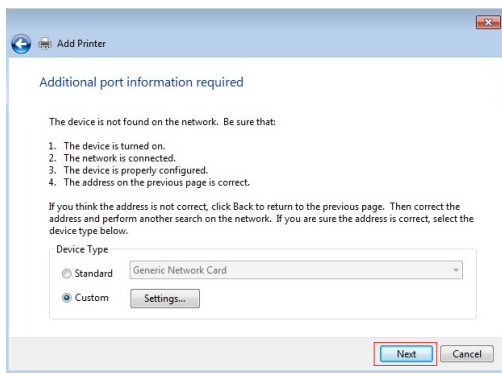 Add Printer
Additional port information required
The device is not found on the network. Be sure that:
1. The device is turned on.
2. The network is connected.
3. The device is properly configured.
4. The address on the previous page is correct.
If you think the address is not correct, click Back to return to the previous page. Then correct the
address and perform another search on the network. If you are sure the address is correct, select the
device type below.
Device Type
Standard
Generic Network Card
Custom
Settings...
Next
Cancel